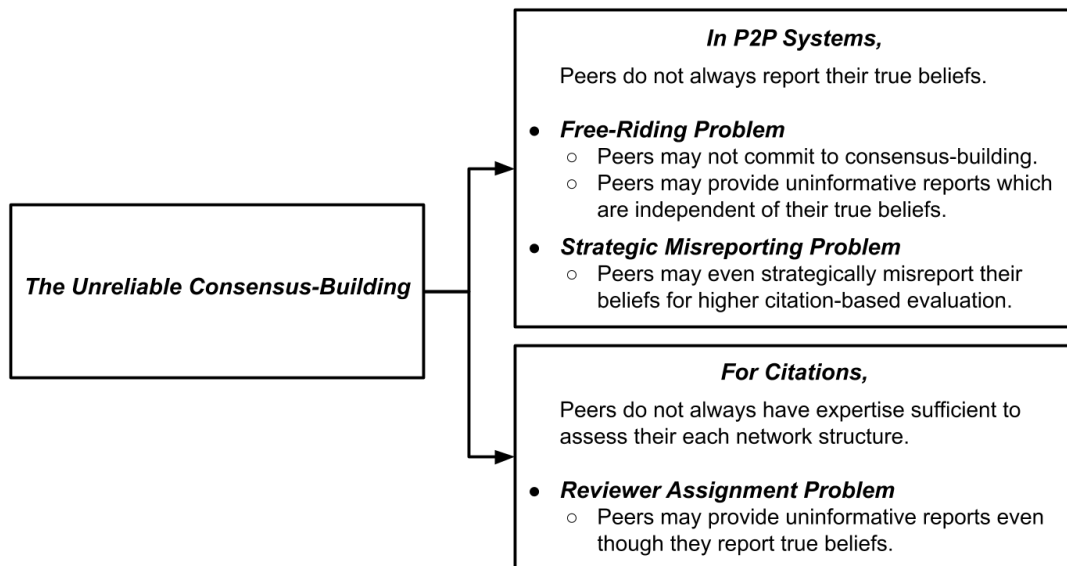 The Unreliable Consensus-Building
In P2P Systems,
Peers do not always report their true beliefs.
● Free-Riding Problem
○ Peers may not commit to consensus-building.
○ Peers may provide uninformative reports which
are independent of their true beliefs.
● Strategic Misreporting Problem
○ Peers may even strategically misreport their
beliefs for higher citation-based evaluation.
For Citations,
Peers do not always have expertise sufficient to
assess their each network structure.
● Reviewer Assignment Problem
○ Peers may provide uninformative reports even
though they report true beliefs.